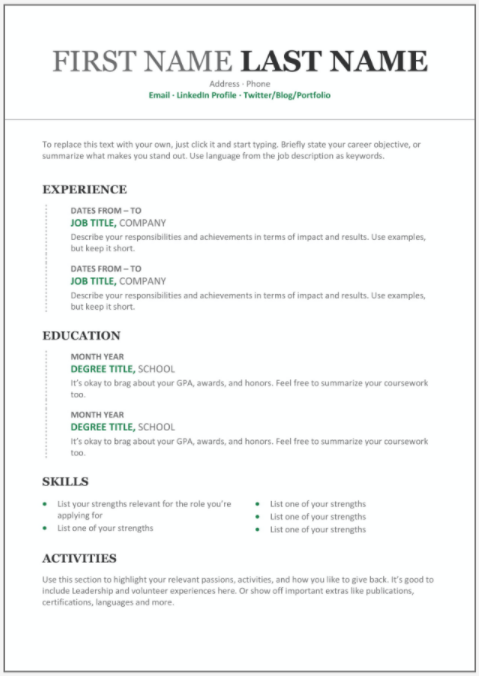 FIRST NAME LAST NAME
Address · Phone
Email · LinkedIn Profile · Twitter/Blog/Portfolio
To replace this text with your own, just click it and start typing. Briefly state your career objective, or
summarize what makes you stand out. Use language from the job description as keywords.
EXPERIENCE
DATES FROM – TO
JOB TITLE, COMPANY
Describe your responsibilities and achievements in terms of impact and results. Use examples,
but keep it short.
DATES FROM – TO
JOB TITLE, COMPANY
Describe your responsibilities and achievements in terms of impact and results. Use examples,
but keep it short.
EDUCATION
MONTH YEAR
DEGREE TITLE, SCHOOL
It's okay to brag about your GPA, awards, and honors. Feel free to summarize your coursework
too.
MONTH YEAR
DEGREE TITLE, SCHOOL
It's okay to brag about your GPA, awards, and honors. Feel free to summarize your coursework
too.
SKILLS
• List your strengths relevant for the role you're
applying for
• List one of your strengths
• List one of your strengths
• List one of your strengths
• List one of your strengths
ACTIVITIES
Use this section to highlight your relevant passions, activities, and how you like to give back. It's good to
include Leadership and volunteer experiences here. Or show off important extras like publications,
certifications, languages and more.